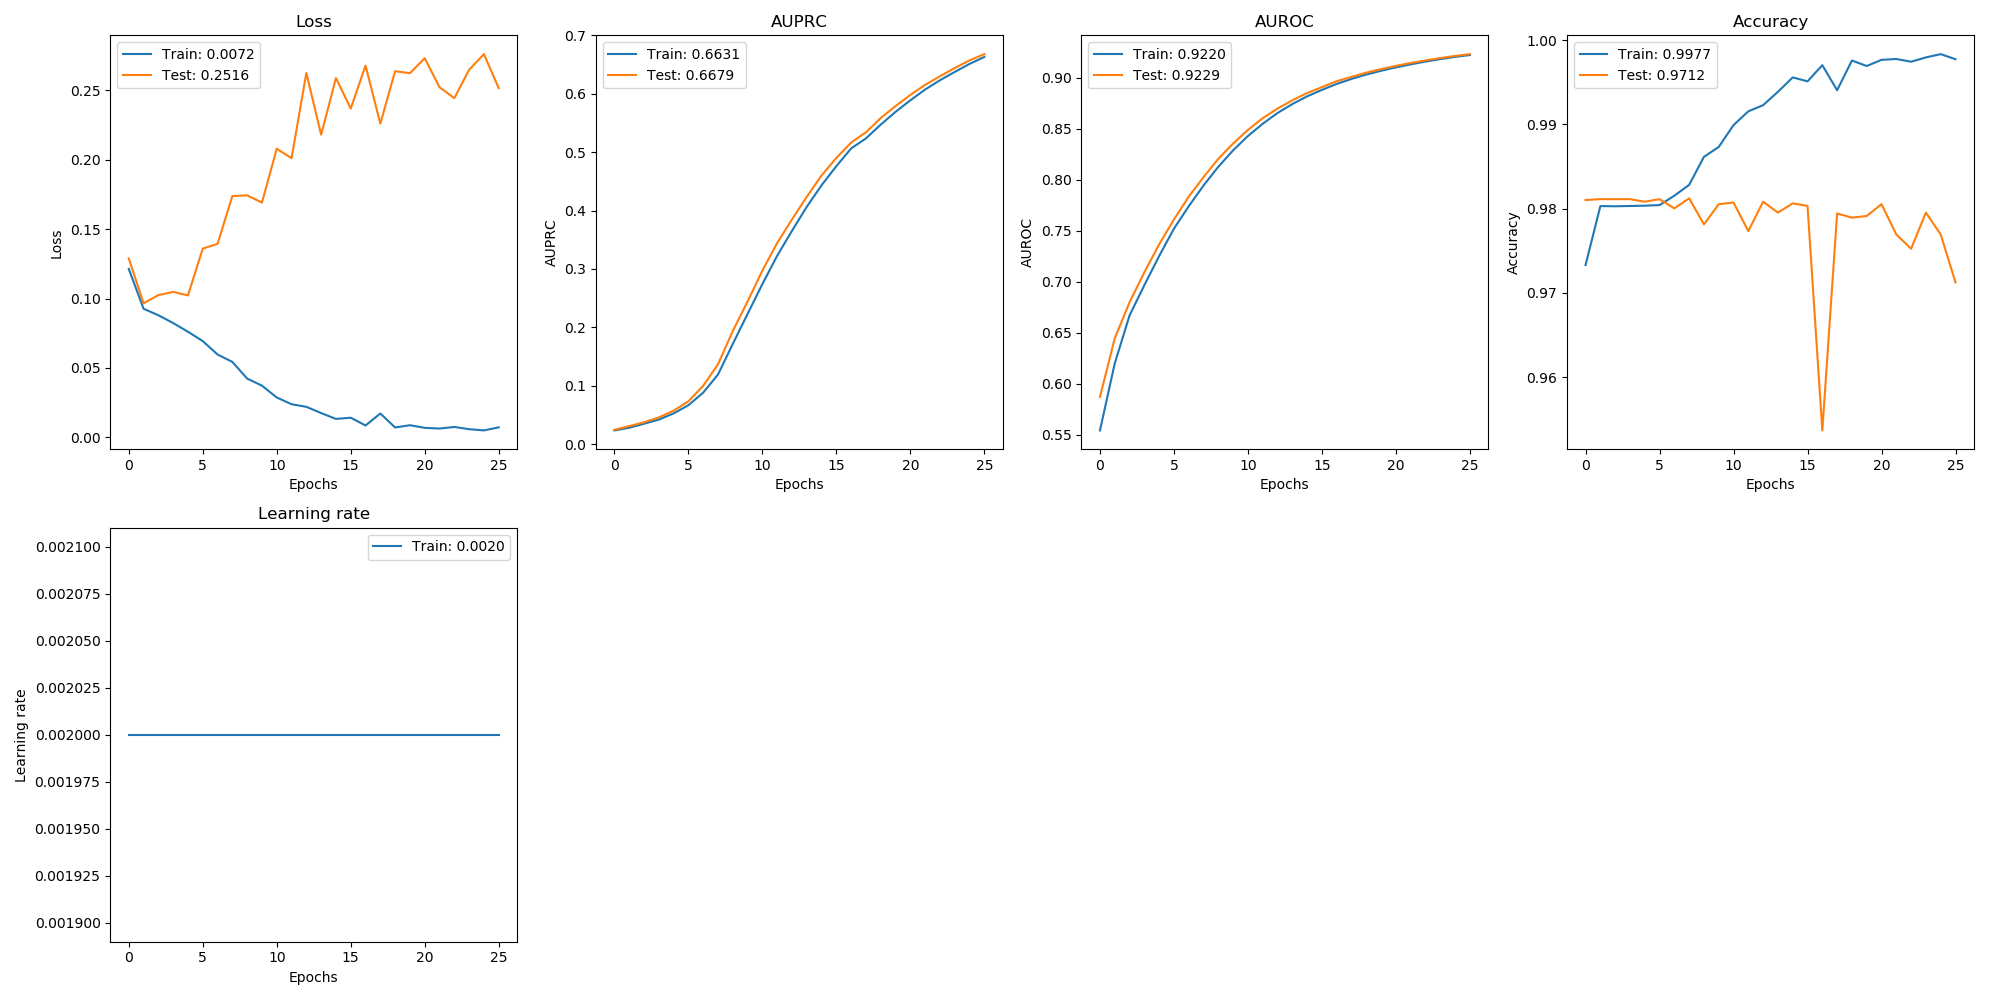 Loss
Train: 0.0072
Test: 0.2516
0.25
0.20
0.15
0.10
0.05
0.00
Loss
0 5 10 15 20 25
Epochs
AUPRC
Train: 0.6631
Test: 0.6679
0.7
0.6
0.5
0.4
0.3
0.2
0.1
0.0
AUPRC
0 5 10 15 20 25
Epochs
AUROC
Train: 0.9220
Test: 0.9229
0.90
0.85
0.80
0.75
0.70
0.65
0.60
0.55
AUROC
0 5 10 15 20 25
Epochs
Accuracy
Train: 0.9977
Test: 0.9712
1.00
0.99
0.98
0.97
0.96
Accuracy
0 5 10 15 20 25
Epochs
Learning rate
Train: 0.0020
0.002100
0.002075
0.002050
0.002025
0.002000
0.001975
0.001950
0.001925
0.001900
Learning rate
0 5 10 15 20 25
Epochs